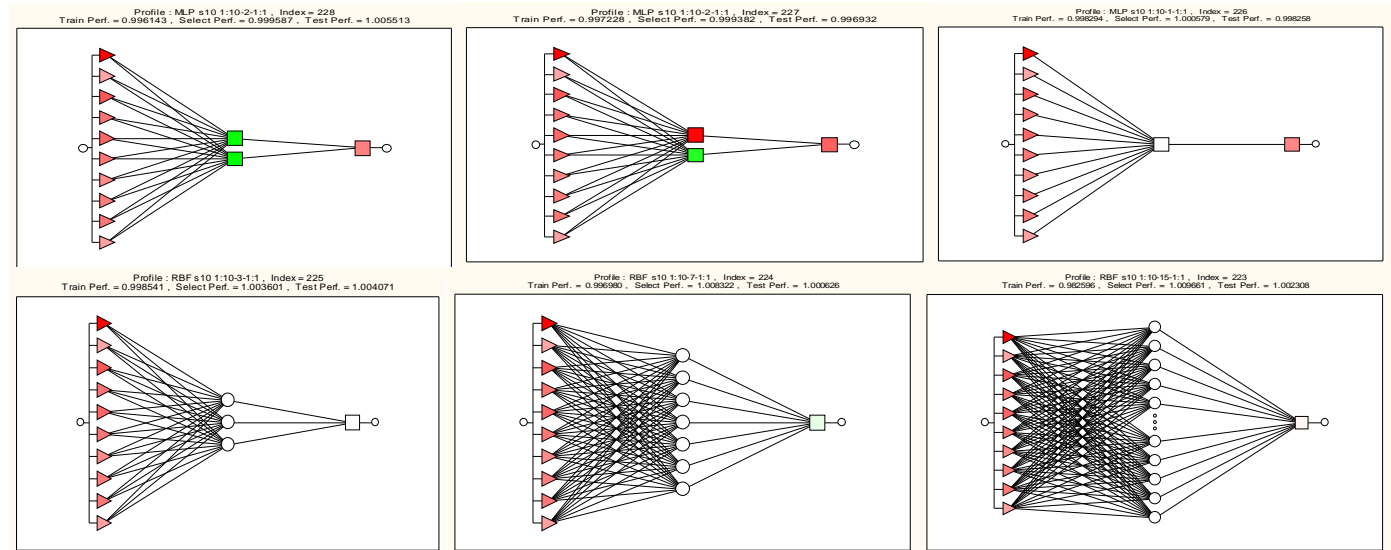 Profile : MLP s10 1:10-2-1:1 , Index = 228
Train Perf. = 0.996143 , Select Perf. = 0.999587 , Test Perf. = 1.005513
Profile : MLP s10 1:10-2-1:1 , Index = 227
Train Perf. = 0.997228 , Select Perf. = 0.999382 , Test Perf. = 0.996932
Profile : MLP s10 1:10-1-1:1 , Index = 226
Train Perf. = 0.998294 , Select Perf. = 1.000579 , Test Perf. = 0.998258
Profile : RBF s10 1:10-3-1:1 , Index = 225
Train Perf. = 0.998541 , Select Perf. = 1.003601 , Test Perf. = 1.004071
Profile : RBF s10 1:10-7-1:1 , Index = 224
Train Perf. = 0.996980 , Select Perf. = 1.008322 , Test Perf. = 1.000626
Profile : RBF s10 1:10-15-1:1 , Index = 223
Train Perf. = 0.982596 , Select Perf. = 1.009661 , Test Perf. = 1.002308